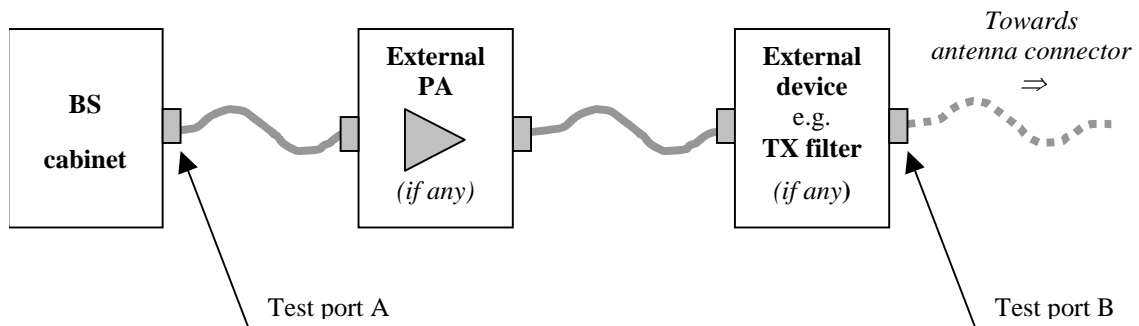 BS
cabinet
External
PA
(if any)
External
device
e.g.
TX filter
(if any)
Towards
antenna connector
⇒
Test port A
Test port B